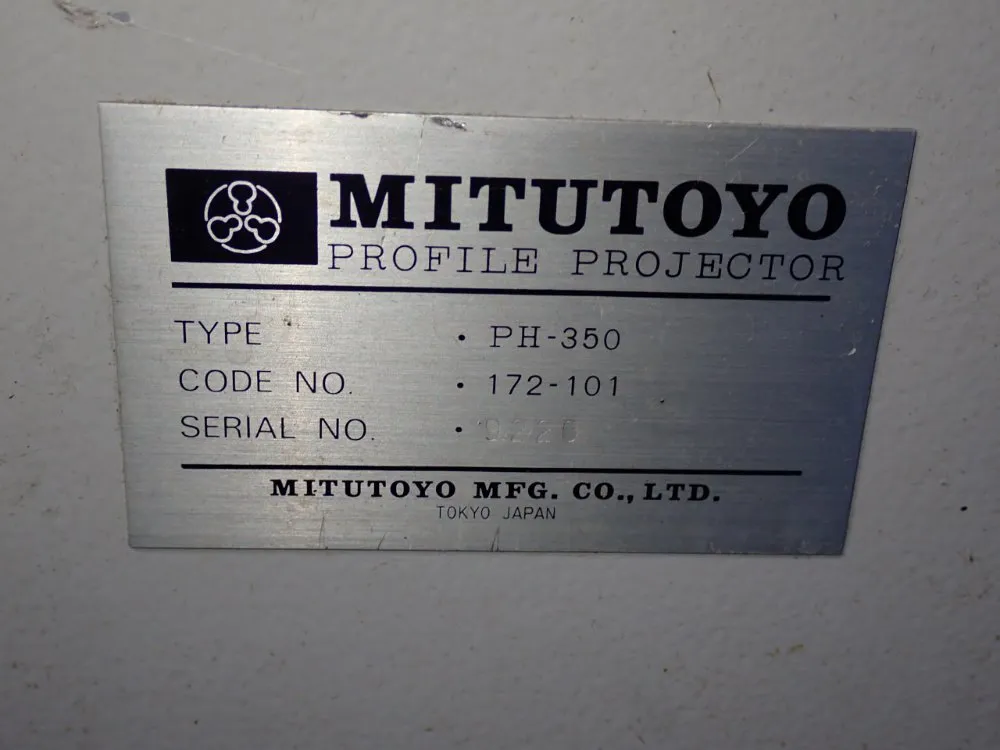 MITUTOYO
PROFILE PROJECTOR
TYPE · PH-350
CODE NO. · 172-101
SERIAL NO. ·
MITUTOYO MFG. CO., LTD.
TOKYO JAPAN